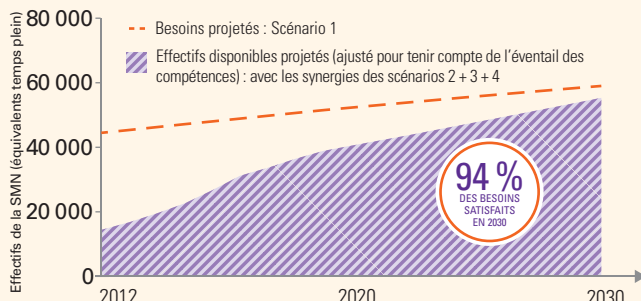 Effectifs de la SMN (équivalents temps plein)
80 000
60 000
40 000
20 000
0
Besoins projetés : Scénario 1
Effectifs disponibles projetés (ajusté pour tenir compte de l’éventail des
compétences) : avec les synergies des scénarios 2 + 3 + 4
94 %
DES BESOINS
SATISFAITS
EN 2030
2012
2020
2030